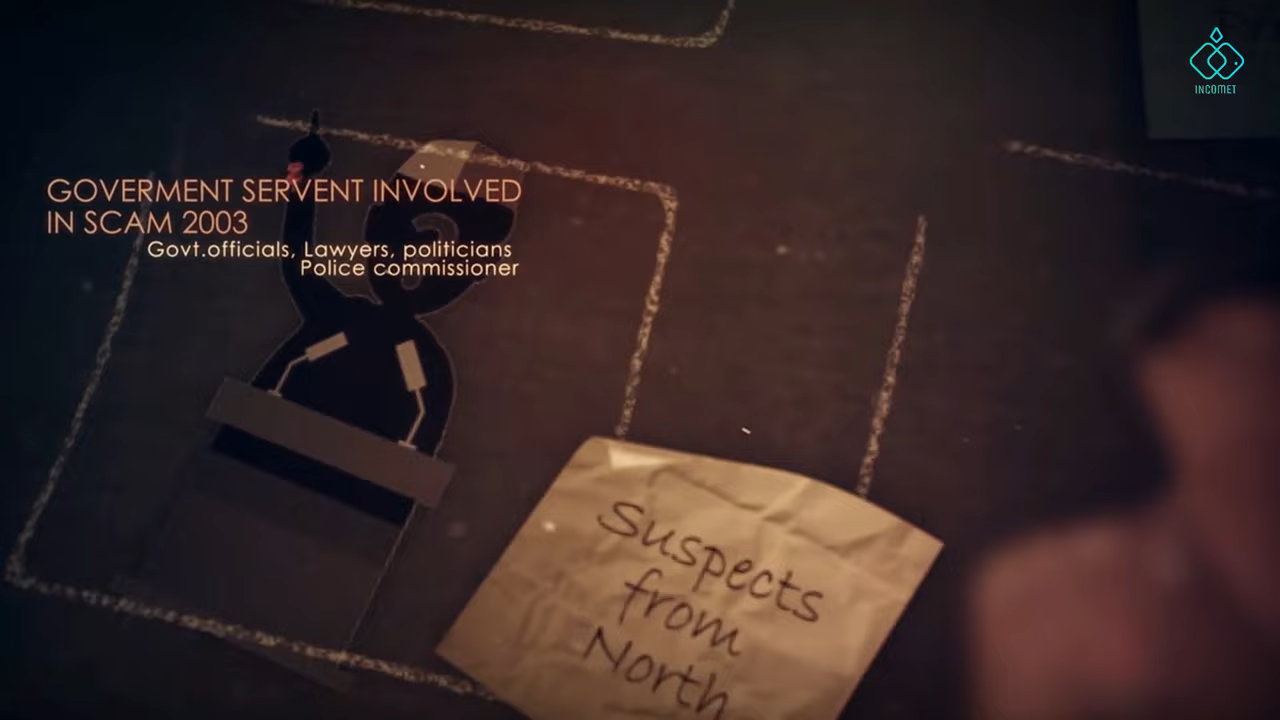 INCOMET
GOVERMENT SERVENT INVOLVED
IN SCAM 2003
Govt.officials, Lawyers, politicians
Police commissioner
Suspects
from
North